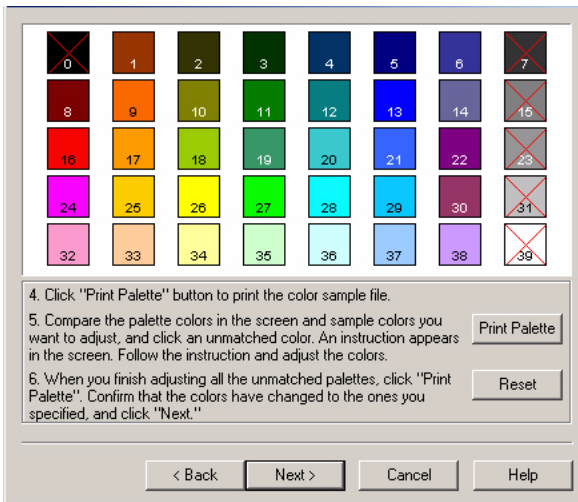 0 1 2 3 4 5 6 7
8 9 10 11 12 13 14 15
16 17 18 19 20 21 22 23
24 25 26 27 28 29 30 31
32 33 34 35 36 37 38 39
4. Click "Print Palette" button to print the color sample file.
5. Compare the palette colors in the screen and sample colors you
want to adjust, and click an unmatched color. An instruction appears
in the screen. Follow the instruction and adjust the colors.
Print Palette
6. When you finish adjusting all the unmatched palettes, click "Print
Palette". Confirm that the colors have changed to the ones you
specified, and click "Next."
Reset
< Back Next > Cancel Help